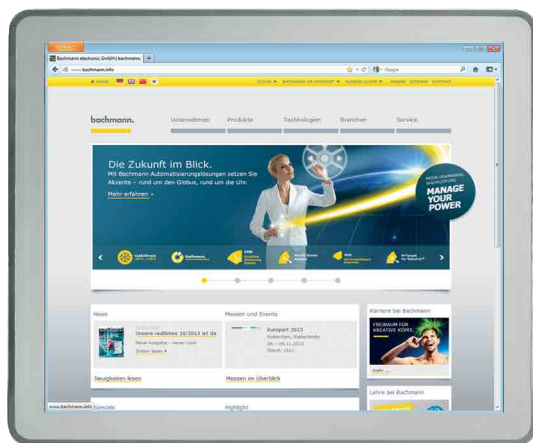 Bachmann electronic GmbH | bachmann.
www.bachmann.info
Google
HOME
SUCHE
BACHMANN IM INTERNET
KUNDEN LOGIN
PRESSE SITEMAP KONTAKT
bachmann.
Unternehmen Produkte Technologien Branchen Service
Die Zukunft im Blick.
Mit Bachmann Automatisierungslösungen setzen Sie
Akzente – rund um den Globus, rund um die Uhr.
Mehr erfahren
MANAGE
YOUR
POWER
bachmann.
News
Unsere realtimes 10/2013 ist da
Neue Ausgabe - neuer Look
Weiter lesen
Neuigkeiten lesen
Messen und Events
Europort 2013
Rotterdam, Niederlande
Messen im Überblick
Karriere bei Bachmann
FREIRAUM FÜR
KREATIVE KÖPFE.
mehr ...
Lehre bei Bachmann
www.bachmann.info
Specials
Highlight